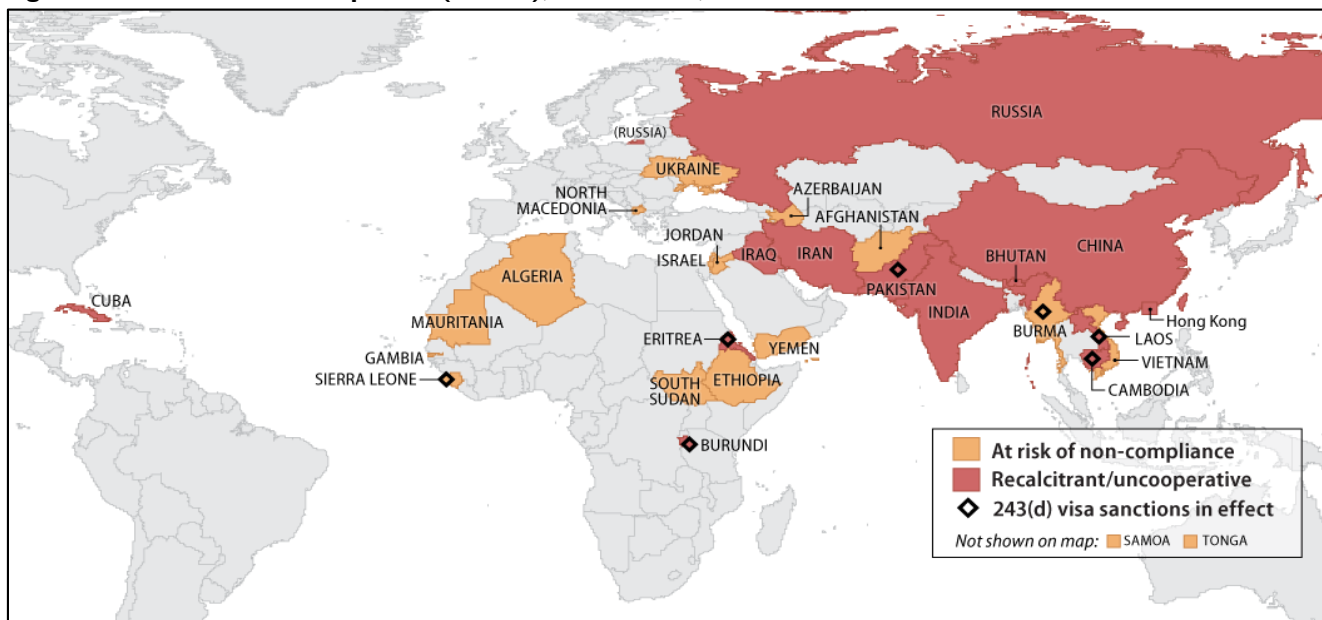 RUSSIA
(RUSSIA)
UKRAINE
NORTH
MACEDONIA
AZERBAIJAN
AFGHANISTAN
JORDAN
ISRAEL
IRAQ
IRAN
CHINA
BHUTAN
ALGERIA
PAKISTAN
INDIA
CUBA
MAURITANIA
Hong Kong
BURMA
LAOS
ERITREA
YEMEN
GAMBIA
VIETNAM
SIERRA LEONE
SOUTH
SUDAN
ETHIOPIA
CAMBODIA
BURUNDI
At risk of non-compliance
Recalcitrant/uncooperative
243(d) visa sanctions in effect
Not shown on map: SAMOA TONGA